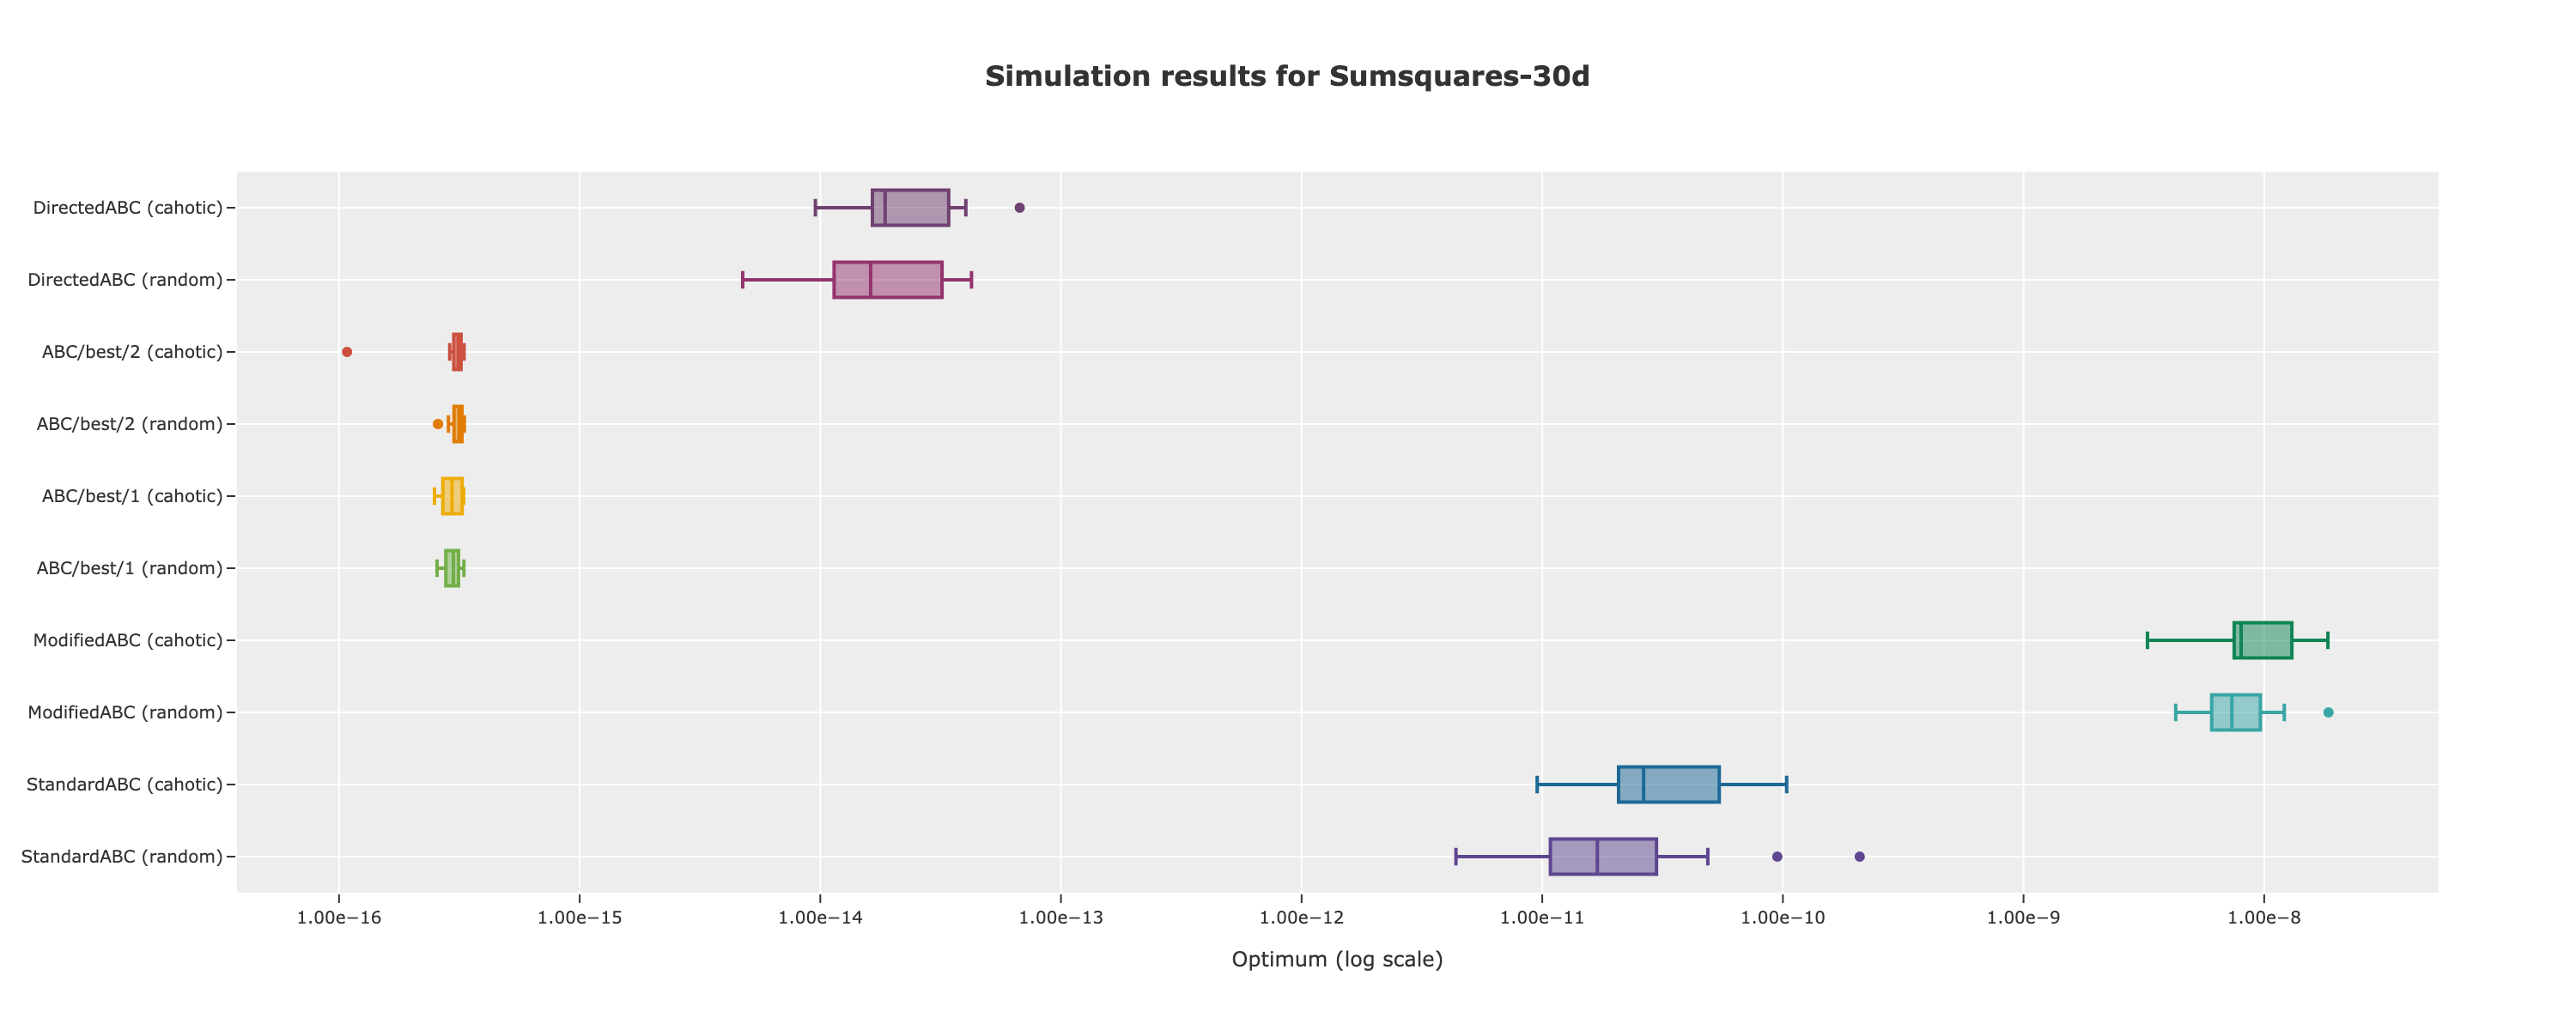 Simulation results for Sumsquares-30d
DirectedABC (cahotic)
DirectedABC (random)
ABC/best/2 (cahotic)
ABC/best/2 (random)
ABC/best/1 (cahotic)
ABC/best/1 (random)
ModifiedABC (cahotic)
ModifiedABC (random)
StandardABC (cahotic)
StandardABC (random)
1.00e−16 1.00e−15 1.00e−14 1.00e−13 1.00e−12 1.00e−11 1.00e−10 1.00e−9 1.00e−8
Optimum (log scale)